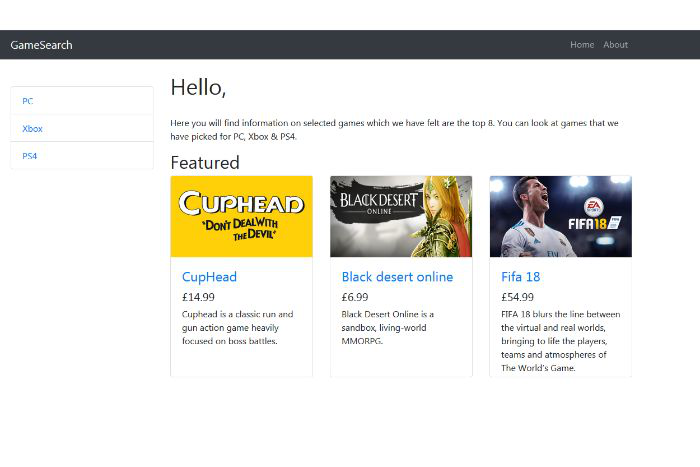 GameSearch
Home About
PC
Xbox
PS4
Hello,
Here you will find information on selected games which we have felt are the top 8. You can look at games that we
have picked for PC, Xbox & PS4.
Featured
CUPHEAD
"DON'T DEAL WITH
THE DEVIL"
CupHead
£14.99
Cuphead is a classic run and
gun action game heavily
focused on boss battles.
BLACK DESERT
ONLINE
Black desert online
£6.99
Black Desert Online is a
sandbox, living-world
MMORPG.
EA
SPORTS
FIFA 18
Fifa 18
£54.99
FIFA 18 blurs the line between
the virtual and real worlds,
bringing to life the players,
teams and atmospheres of
The World's Game.